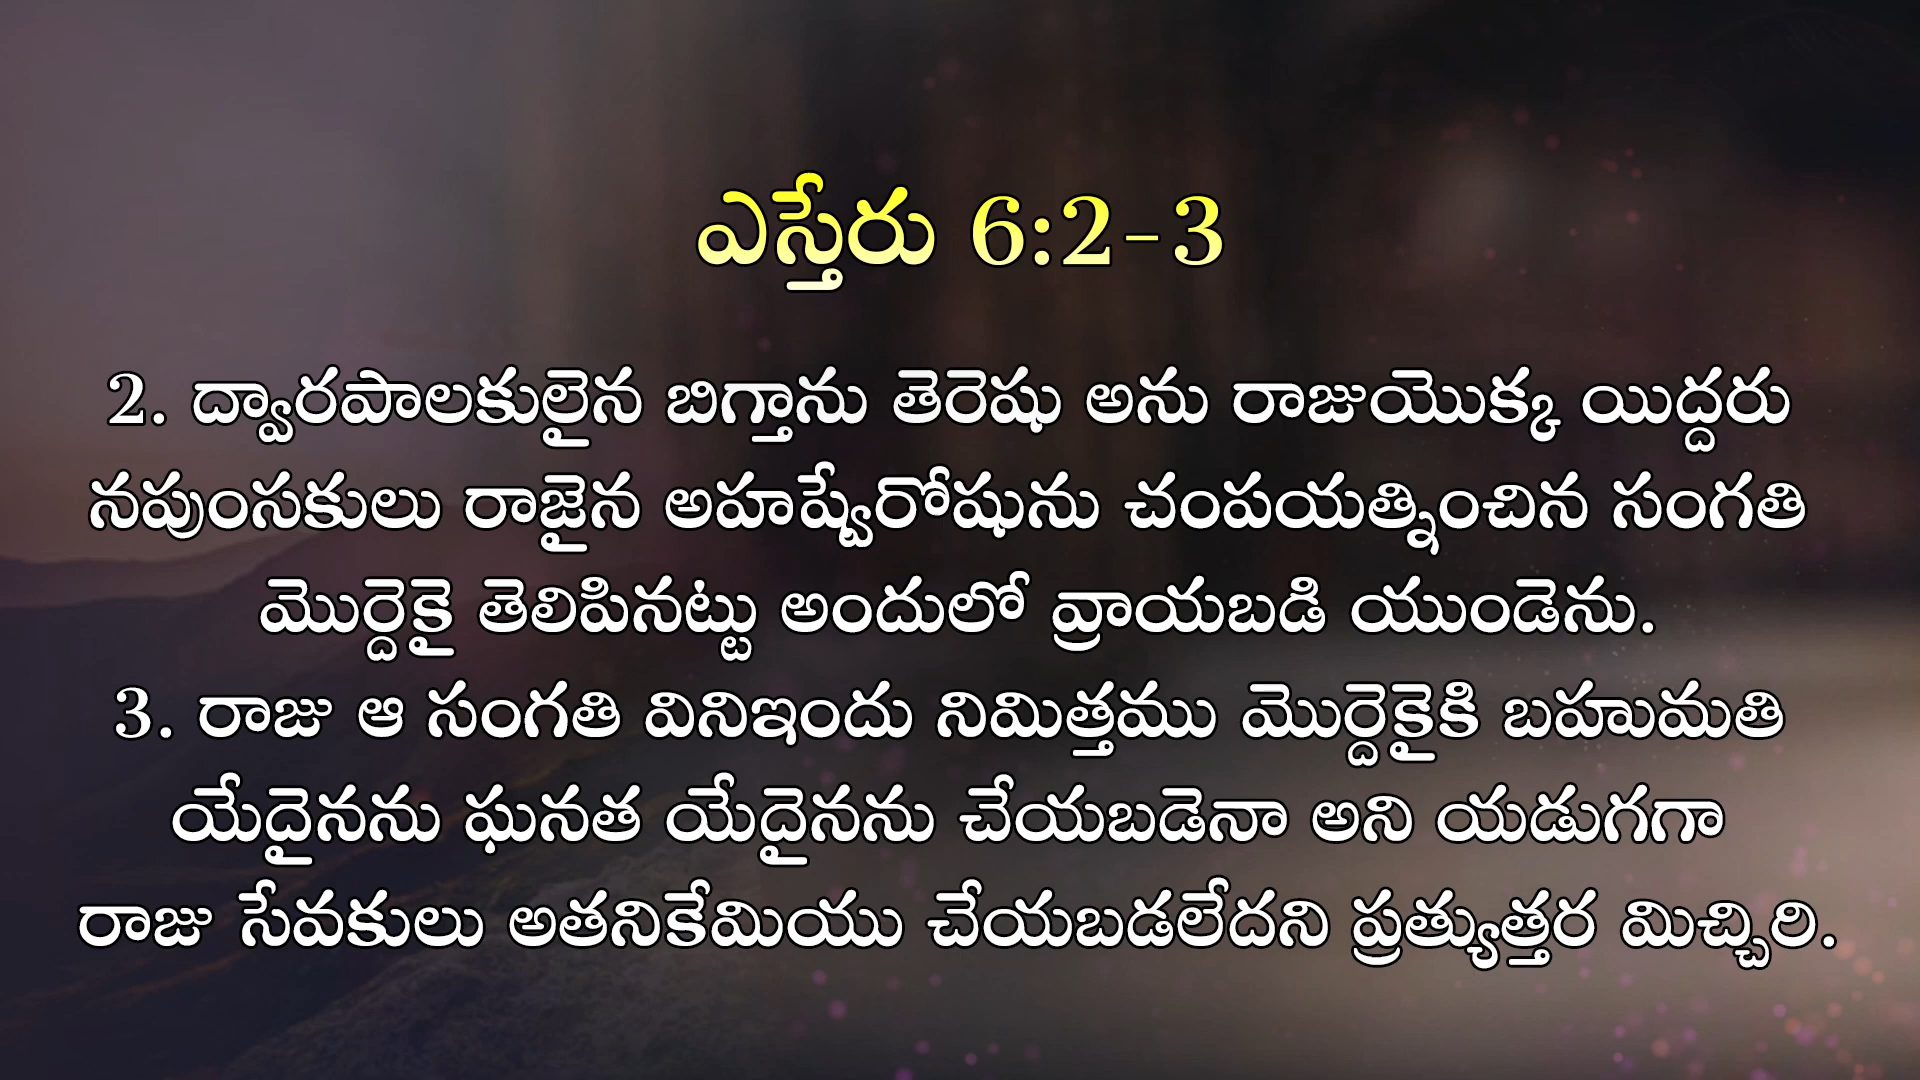 ఎస్తేరు 6:2-3
2. ద్వారపాలకులైన బిగ్తాను తెరెషు అను రాజుయొక్క యిద్దరు
నపుంసకులు రాజైన అహష్వేరోషును చంపయత్నించిన సంగతి
మొర్దెకై తెలిపినట్టు అందులో వ్రాయబడి యుండెను.
3. రాజు ఆ సంగతి వినిఇందు నిమిత్తము మొర్దెకైకి బహుమతి
యేదైనను ఘనత యేదైనను చేయబడెనా అని యడుగగా
రాజు సేవకులు అతనికేమియు చేయబడలేదని ప్రత్యుత్తర మిచ్చిరి.